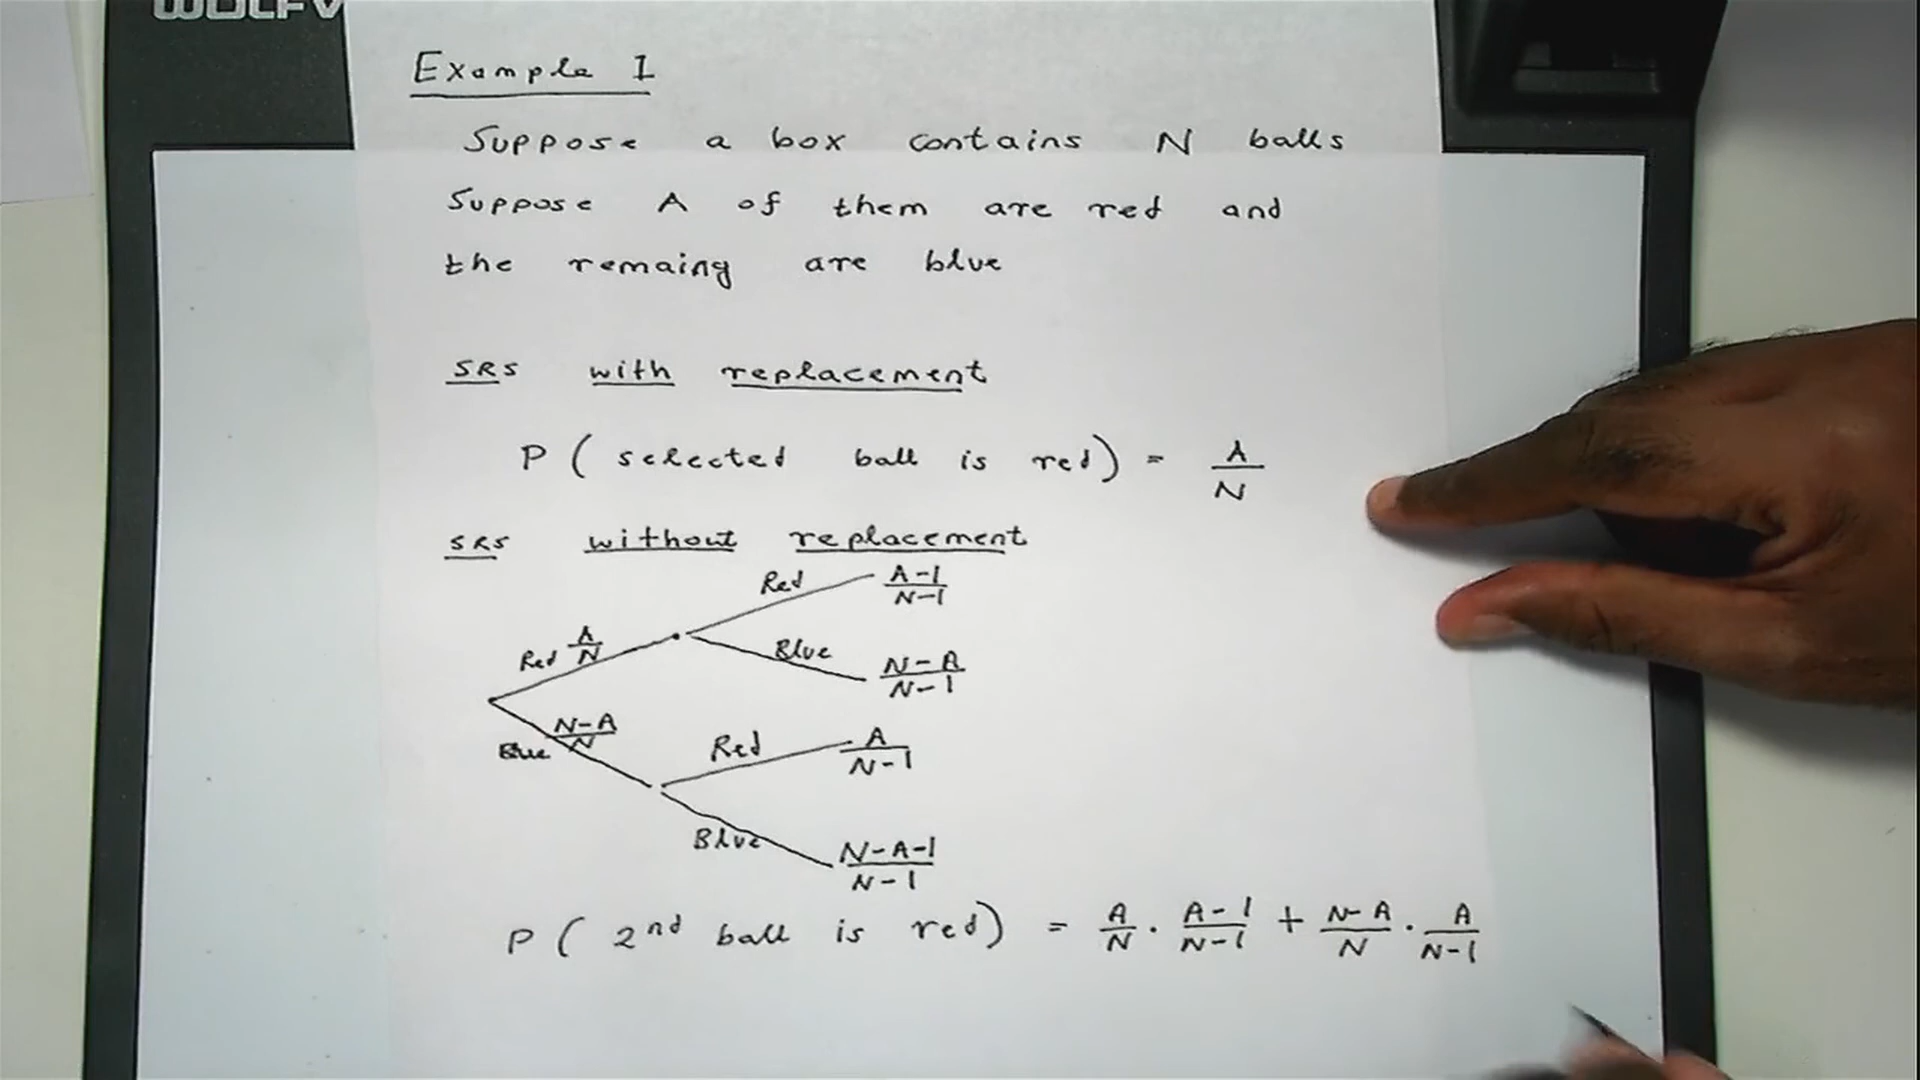 WOLFV
Example 1
Suppose a box contains N balls
Suppose A of them are red and
the remaing are blue
SRS with replacement
P ( selected ball is red) = A/N
SRS without replacement
Red A-1/N-1
Red A/N
Blue N-A/N-1
Blue N-A/N
Red A/N-1
Blue N-A-1/N-1
P ( 2nd ball is red) = A/N · A-1/N-1 + N-A/N · A/N-1